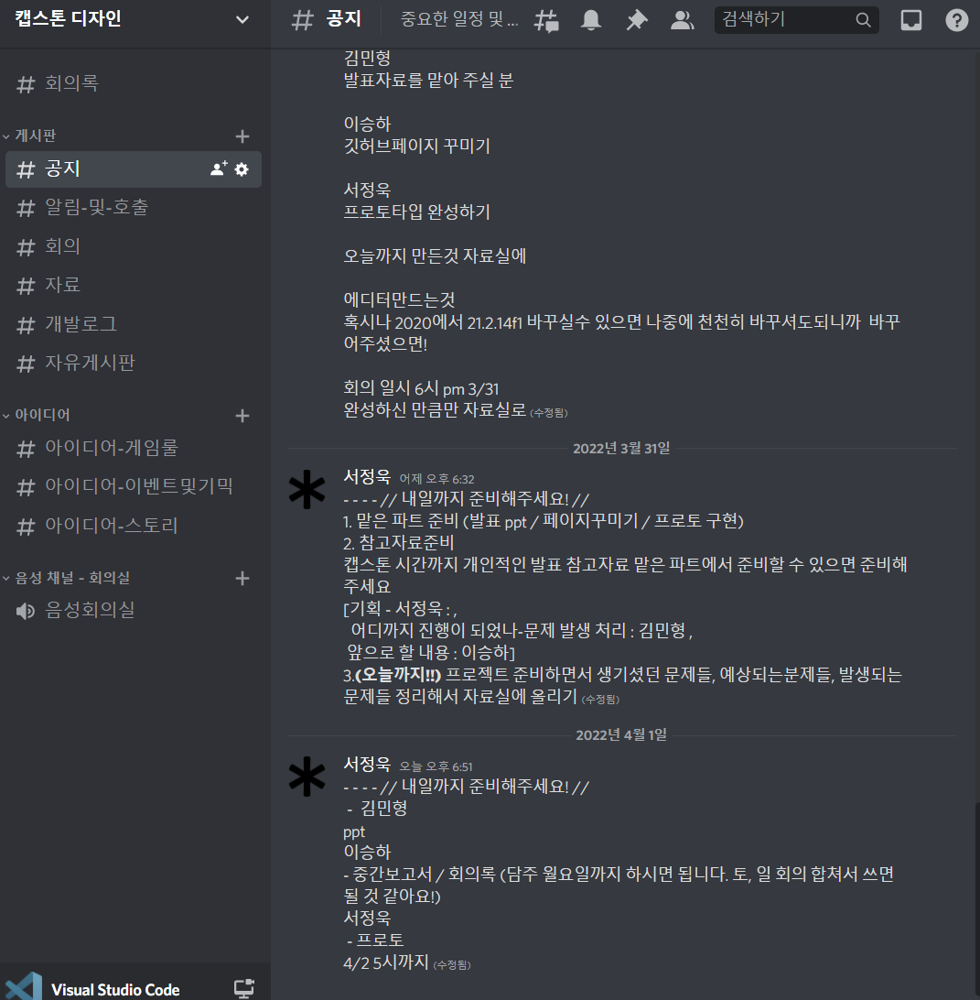 캡스톤 디자인
회의록
게시판
공지
알림-및-호출
회의
자료
개발로그
자유게시판
아이디어
아이디어-게임룰
아이디어-이벤트및기믹
아이디어-스토리
음성 채널 - 회의실
음성회의실
Visual Studio Code
공지
중요한 일정 및 ...
검색하기
김민형
발표자료를 맡아 주실 분
이승하
깃허브페이지 꾸미기
서정욱
프로토타입 완성하기
오늘까지 만든것 자료실에
에디터만드는것
혹시나 2020에서 21.2.14f1 바꾸실수 있으면 나중에 천천히 바꾸셔도되니까  바꾸
어주셨으면!
회의 일시 6시 pm 3/31
완성하신 만큼만 자료실로 (수정됨)
2022년 3월 31일
서정욱 어제 오후 6:32
- - - - // 내일까지 준비해주세요! //
1. 맡은 파트 준비 (발표 ppt / 페이지꾸미기 / 프로토 구현)
2. 참고자료준비
캡스톤 시간까지 개인적인 발표 참고자료 맡은 파트에서 준비할 수 있으면 준비해
주세요
[기획 - 서정욱 : ,
어디까지 진행이 되었나-문제 발생 처리 : 김민형 ,
앞으로 할 내용 : 이승하]
3.(오늘까지!!) 프로젝트 준비하면서 생기셨던 문제들, 예상되는분제들, 발생되는
문제들 정리해서 자료실에 올리기 (수정됨)
2022년 4월 1일
서정욱 오늘 오후 6:51
- - - - // 내일까지 준비해주세요! //
- 김민형
ppt
이승하
- 중간보고서 / 회의록 (담주 월요일까지 하시면 됩니다. 토, 일 회의 합쳐서 쓰면
될 것 같아요!)
서정욱
- 프로토
4/2 5시까지 (수정됨)